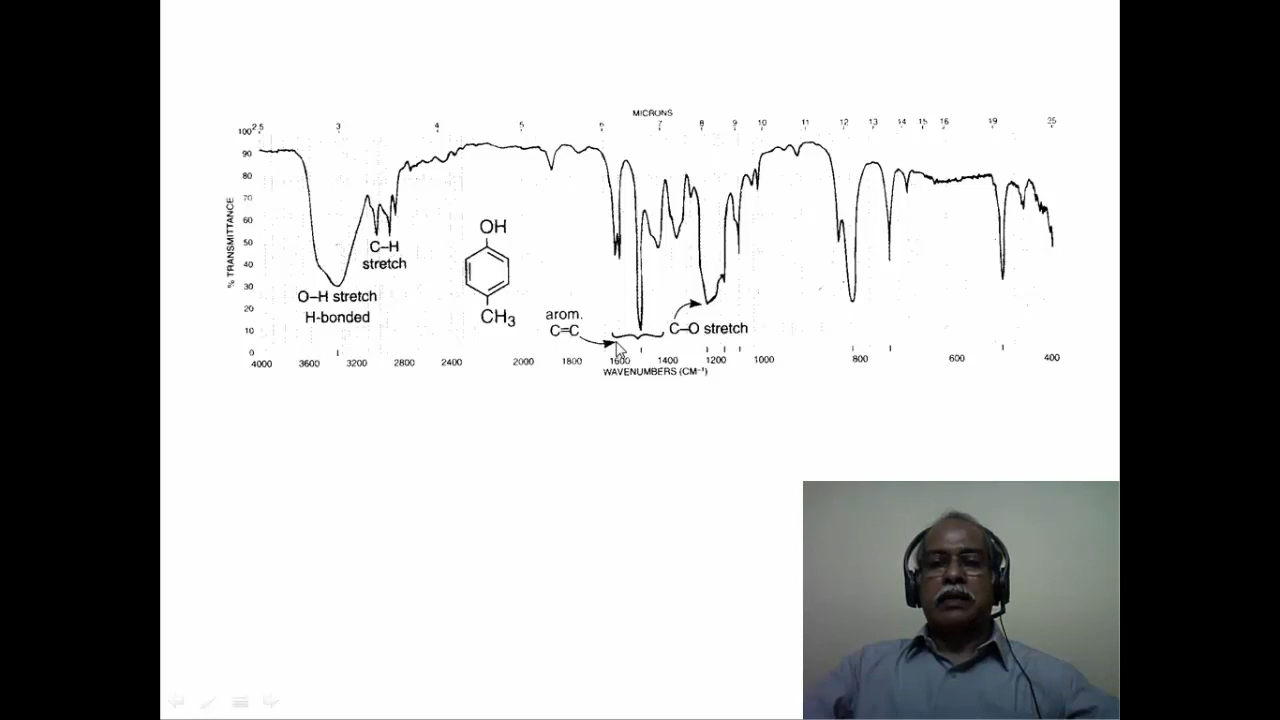 MICRONS
2.5 3 4 5 6 7 8 9 10 11 12 13 14 15 16 19 25
% TRANSMITTANCE
100
90
80
70
60
50
40
30
20
10
0
OH
CH3
C–H
stretch
O–H stretch
H-bonded
arom.
C=C
C–O stretch
4000 3600 3200 2800 2400 2000 1800 1600 1400 1200 1000 800 600 400
WAVENUMBERS (CM⁻¹)